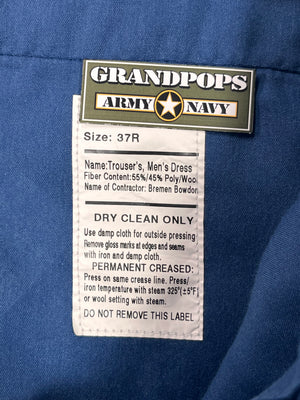 GRANDPOPS
ARMY NAVY
Size: 37R
Name:Trouser's, Men's Dress
Fiber Content:55%/45% Poly/Woo
Name of Contractor: Bremen Bowdon
DRY CLEAN ONLY
Use damp cloth for outside pressing
Remove gloss marks at edges and seams
with iron and damp cloth.
PERMANENT CREASED:
Press on same crease line. Press/
iron temperature with steam 325°(±5°F)
or wool setting with steam.
DO NOT REMOVE THIS LABEL